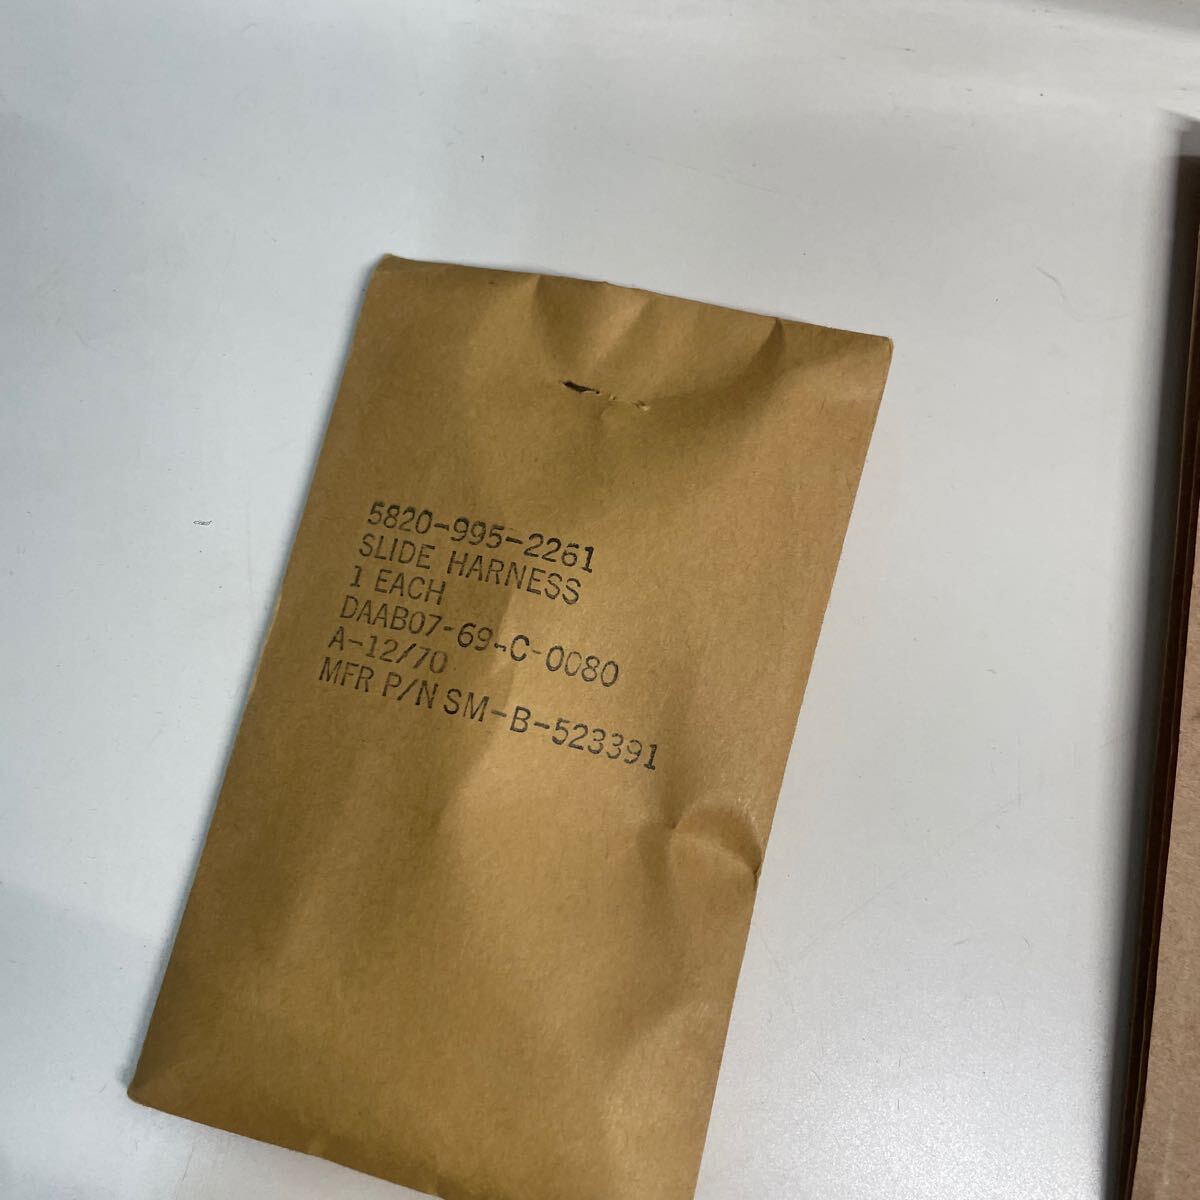 5820-995-2261
SLIDE HARNESS
1 EACH
DAAB07-69-C-0080
A-12/70
MFR P/N SM-B-523391